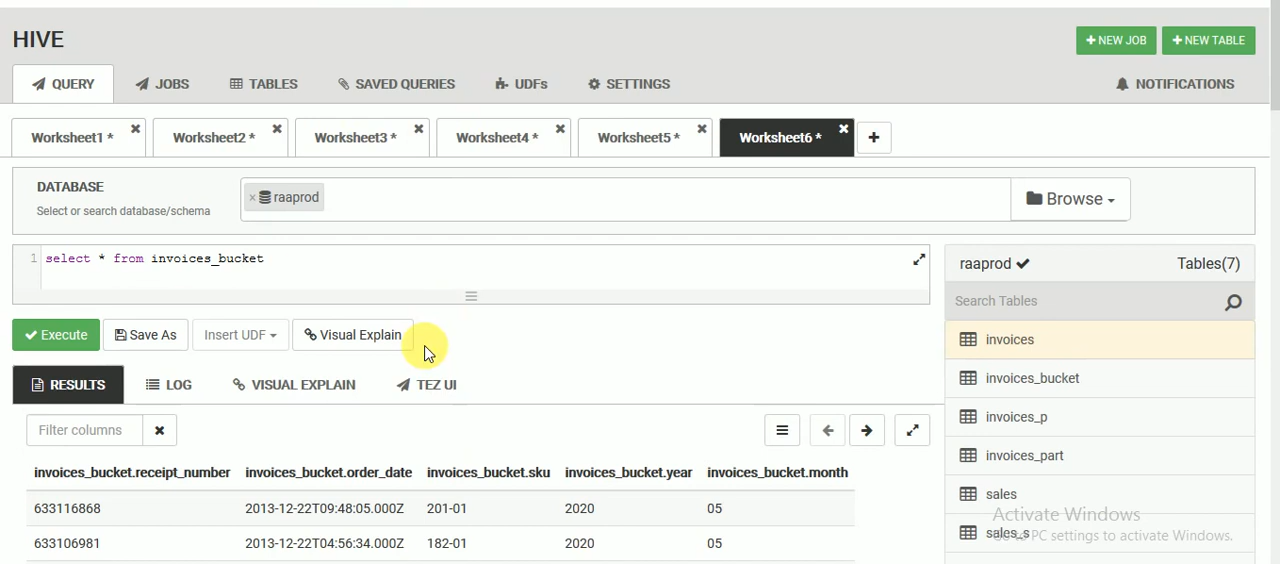 HIVE
NEW JOB
NEW TABLE
QUERY
JOBS
TABLES
SAVED QUERIES
UDFs
SETTINGS
NOTIFICATIONS
Worksheet1 *
Worksheet2 *
Worksheet3 *
Worksheet4 *
Worksheet5 *
Worksheet6 *
DATABASE
Select or search database/schema
raaprod
Browse
1 select * from invoices_bucket
raaprod
Tables(7)
Search Tables
invoices
invoices_bucket
invoices_p
invoices_part
sales
sales_s
Execute
Save As
Insert UDF
Visual Explain
RESULTS
LOG
VISUAL EXPLAIN
TEZ UI
Filter columns
invoices_bucket.receipt_number invoices_bucket.order_date invoices_bucket.sku invoices_bucket.year invoices_bucket.month
633116868 2013-12-22T09:48:05.000Z 201-01 2020 05
633106981 2013-12-22T04:56:34.000Z 182-01 2020 05
Activate Windows
PC settings to activate Windows.